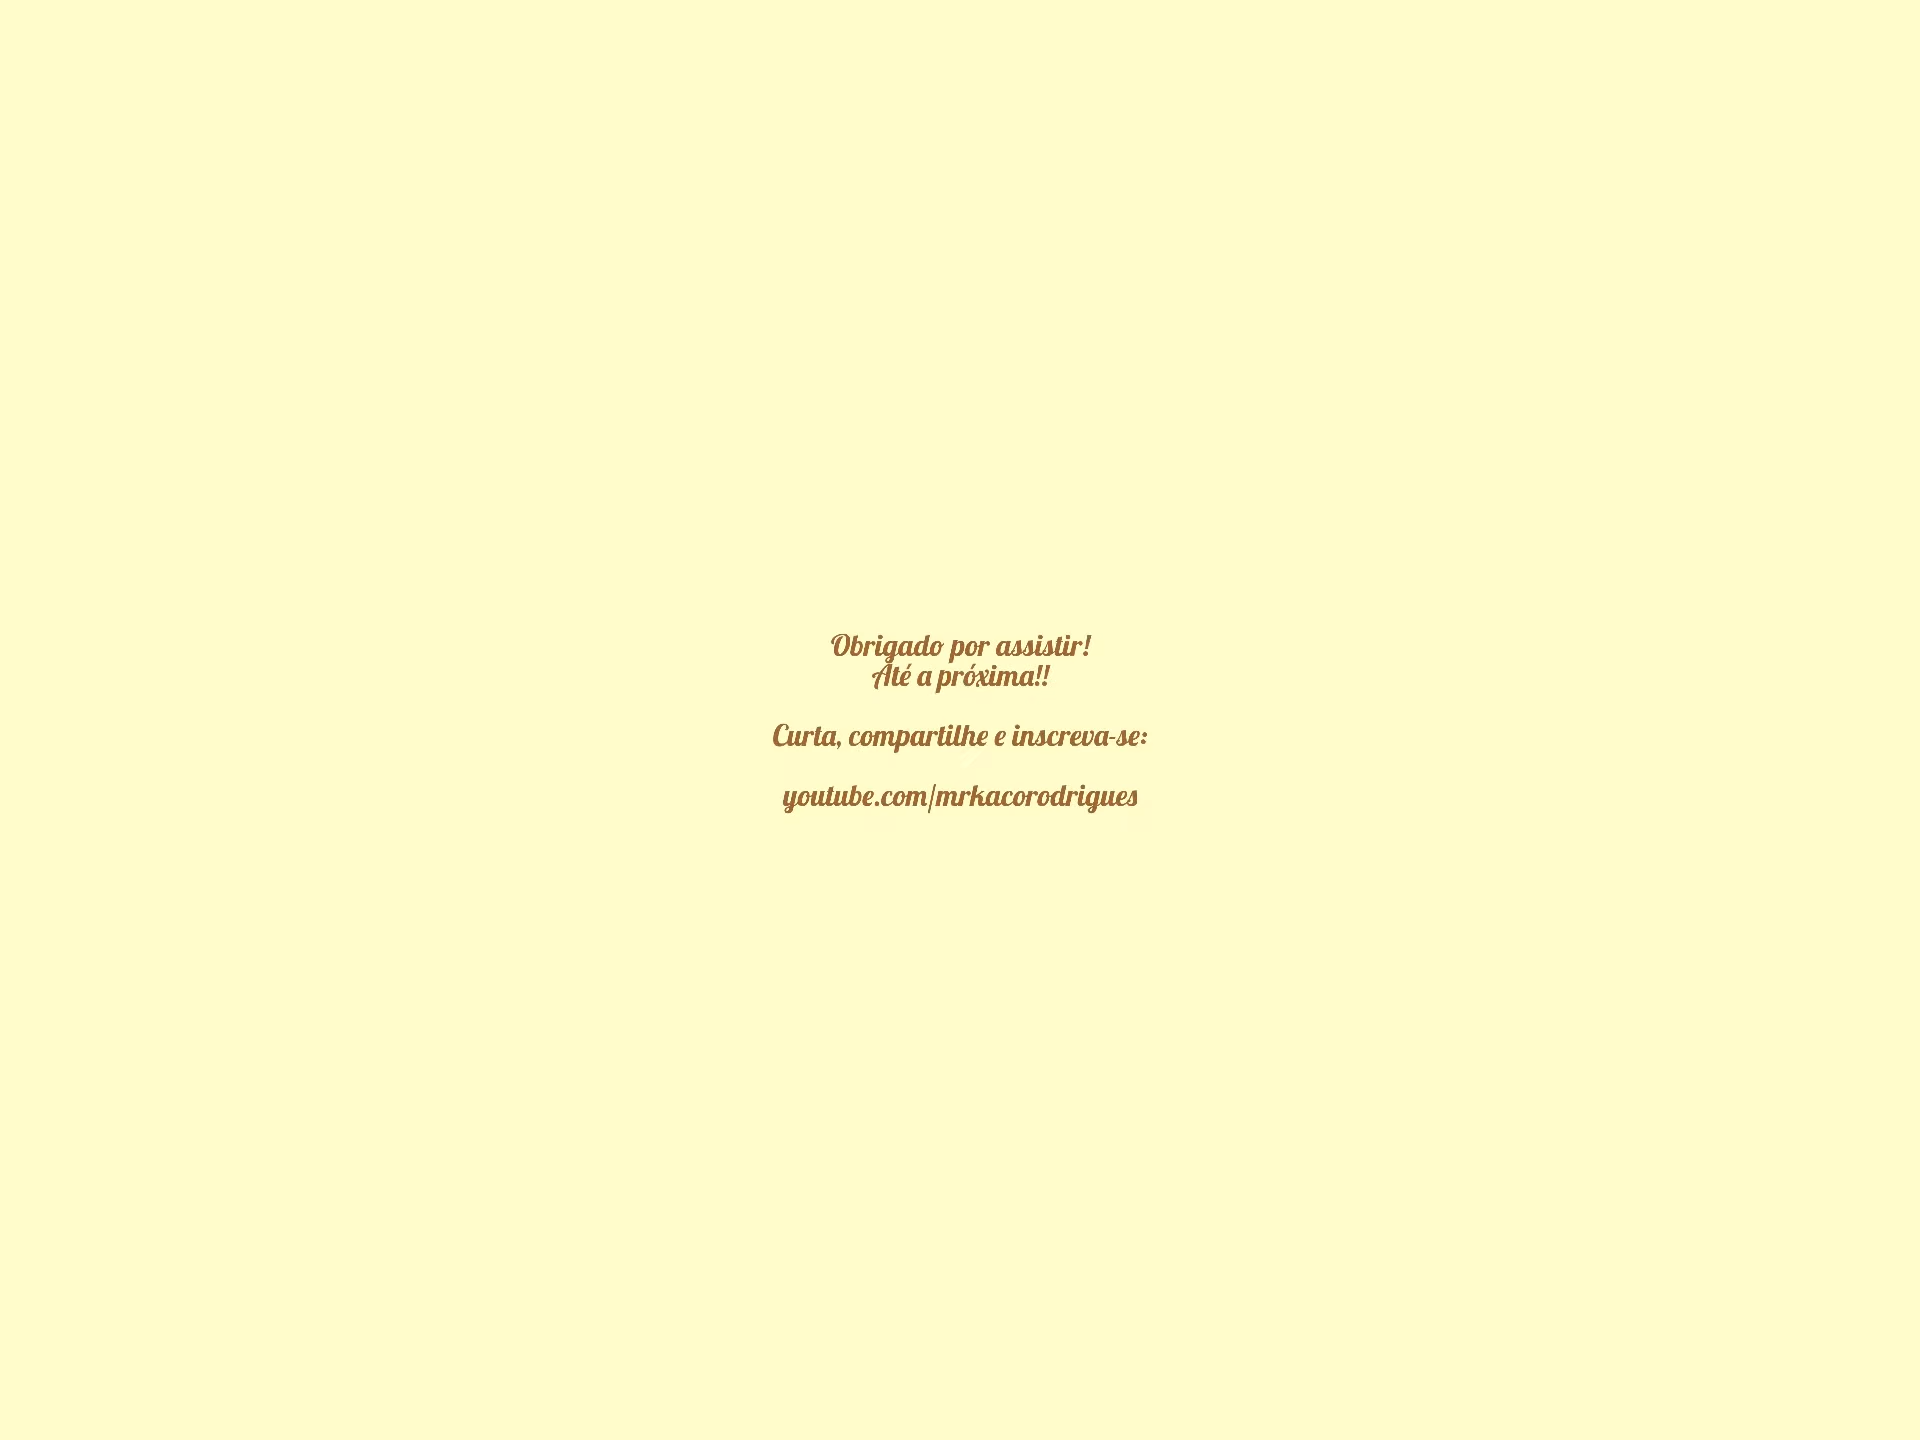 Obrigado por assistir!
Até a próxima!!
Curta, compartilhe e inscreva-se:
youtube.com/mrkacorodrigues